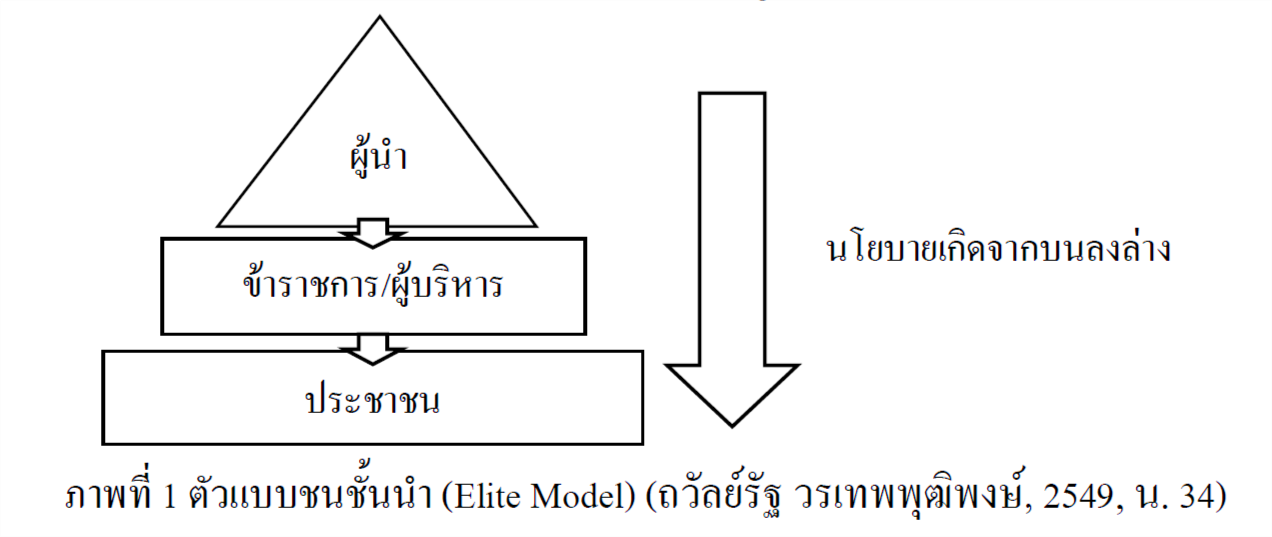 ผู้นำ
ข้าราชการ/ผู้บริหาร
นโยบายเกิดจากบนลงล่าง
ประชาชน
ภาพที่ 1 ตัวแบบชนชั้นนำ (Elite Model) (ถวัลย์รัฐ วรเทพพุฒิพงษ์, 2549, น. 34)